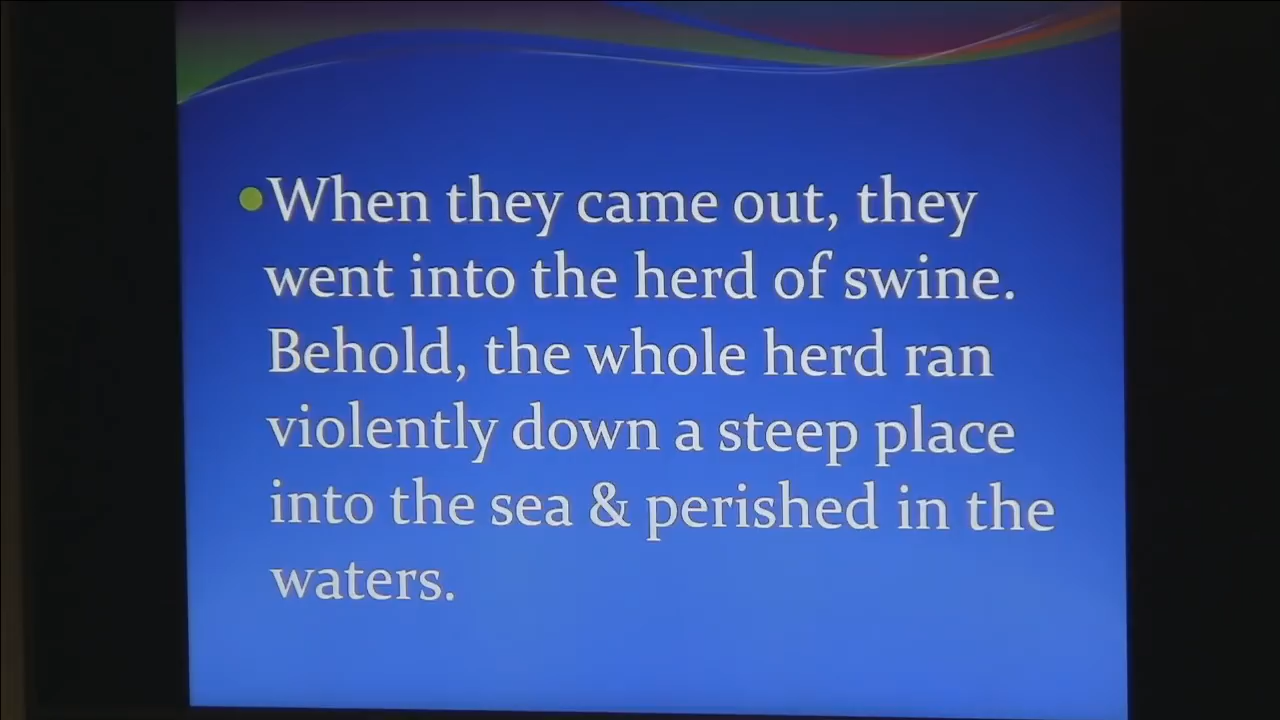 •When they came out, they
went into the herd of swine.
Behold, the whole herd ran
violently down a steep place
into the sea & perished in the
waters.